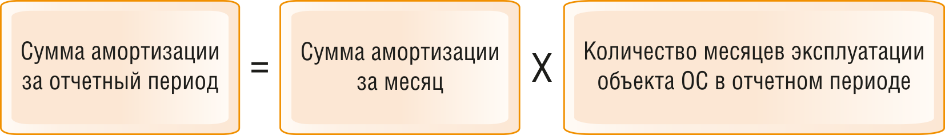 Сумма амортизации
за отчетный период
=
Сумма амортизации
за месяц
X
Количество месяцев эксплуатации
объекта ОС в отчетном периоде